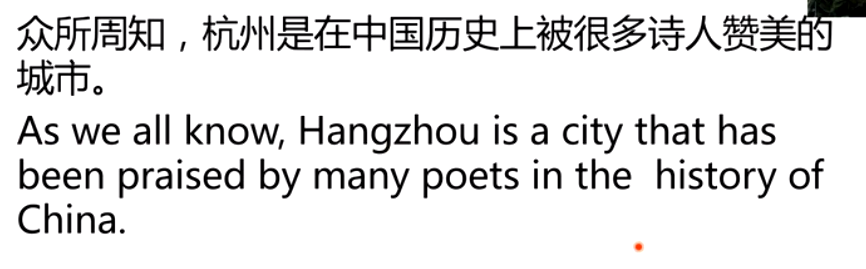 众所周知，杭州是在中国历史上被很多诗人赞美的
城市。
As we all know, Hangzhou is a city that has
been praised by many poets in the  history of
China.